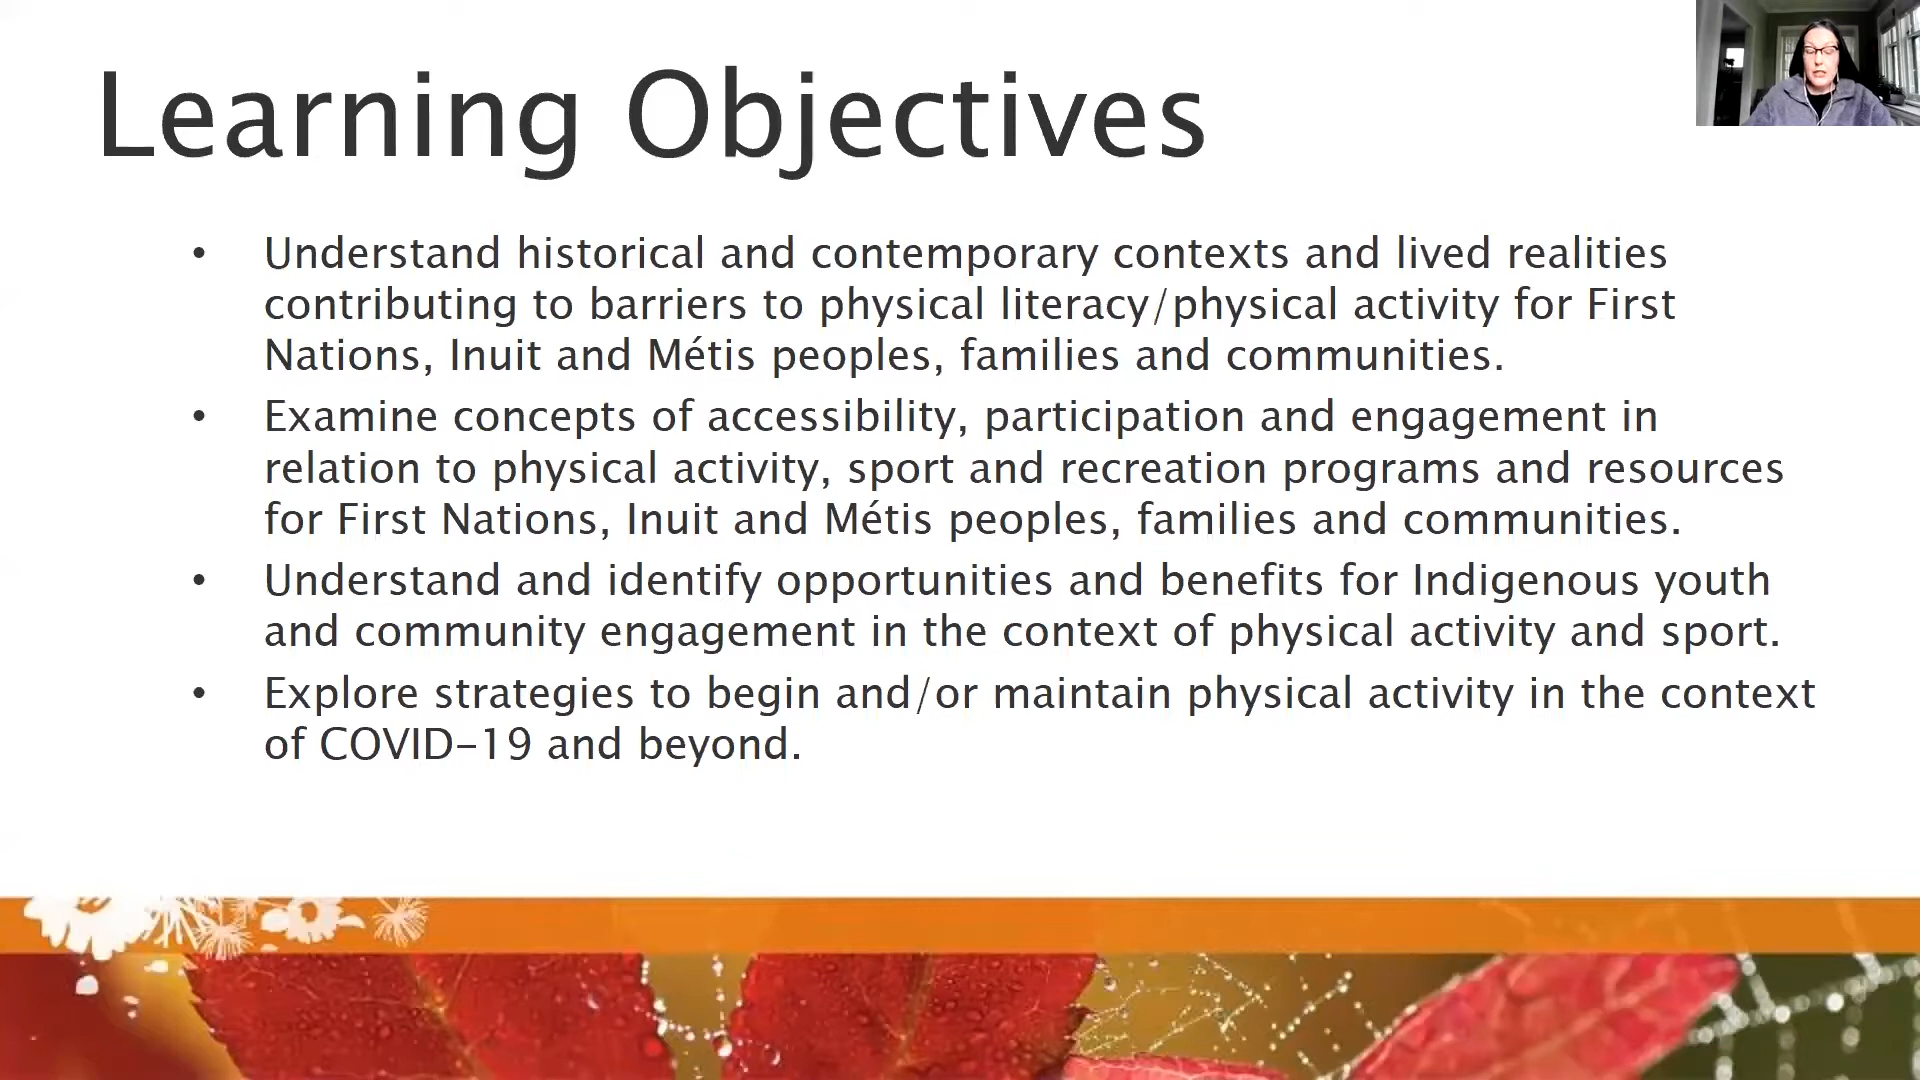 Learning Objectives
• Understand historical and contemporary contexts and lived realities
contributing to barriers to physical literacy/physical activity for First
Nations, Inuit and Métis peoples, families and communities.
• Examine concepts of accessibility, participation and engagement in
relation to physical activity, sport and recreation programs and resources
for First Nations, Inuit and Métis peoples, families and communities.
• Understand and identify opportunities and benefits for Indigenous youth
and community engagement in the context of physical activity and sport.
• Explore strategies to begin and/or maintain physical activity in the context
of COVID–19 and beyond.